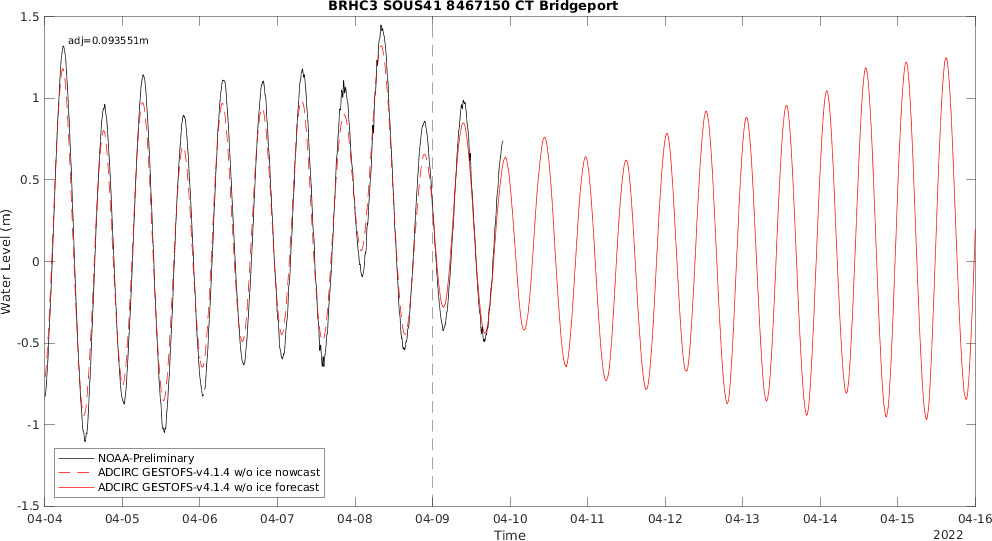 BRHC3 SOUS41 8467150 CT Bridgeport
adj=0.093551m
1.5
1
0.5
0
-0.5
-1
-1.5
Water Level (m)
NOAA-Preliminary
ADCIRC GESTOFS-v4.1.4 w/o ice nowcast
ADCIRC GESTOFS-v4.1.4 w/o ice forecast
04-04 04-05 04-06 04-07 04-08 04-09 04-10 04-11 04-12 04-13 04-14 04-15 04-16
Time
2022